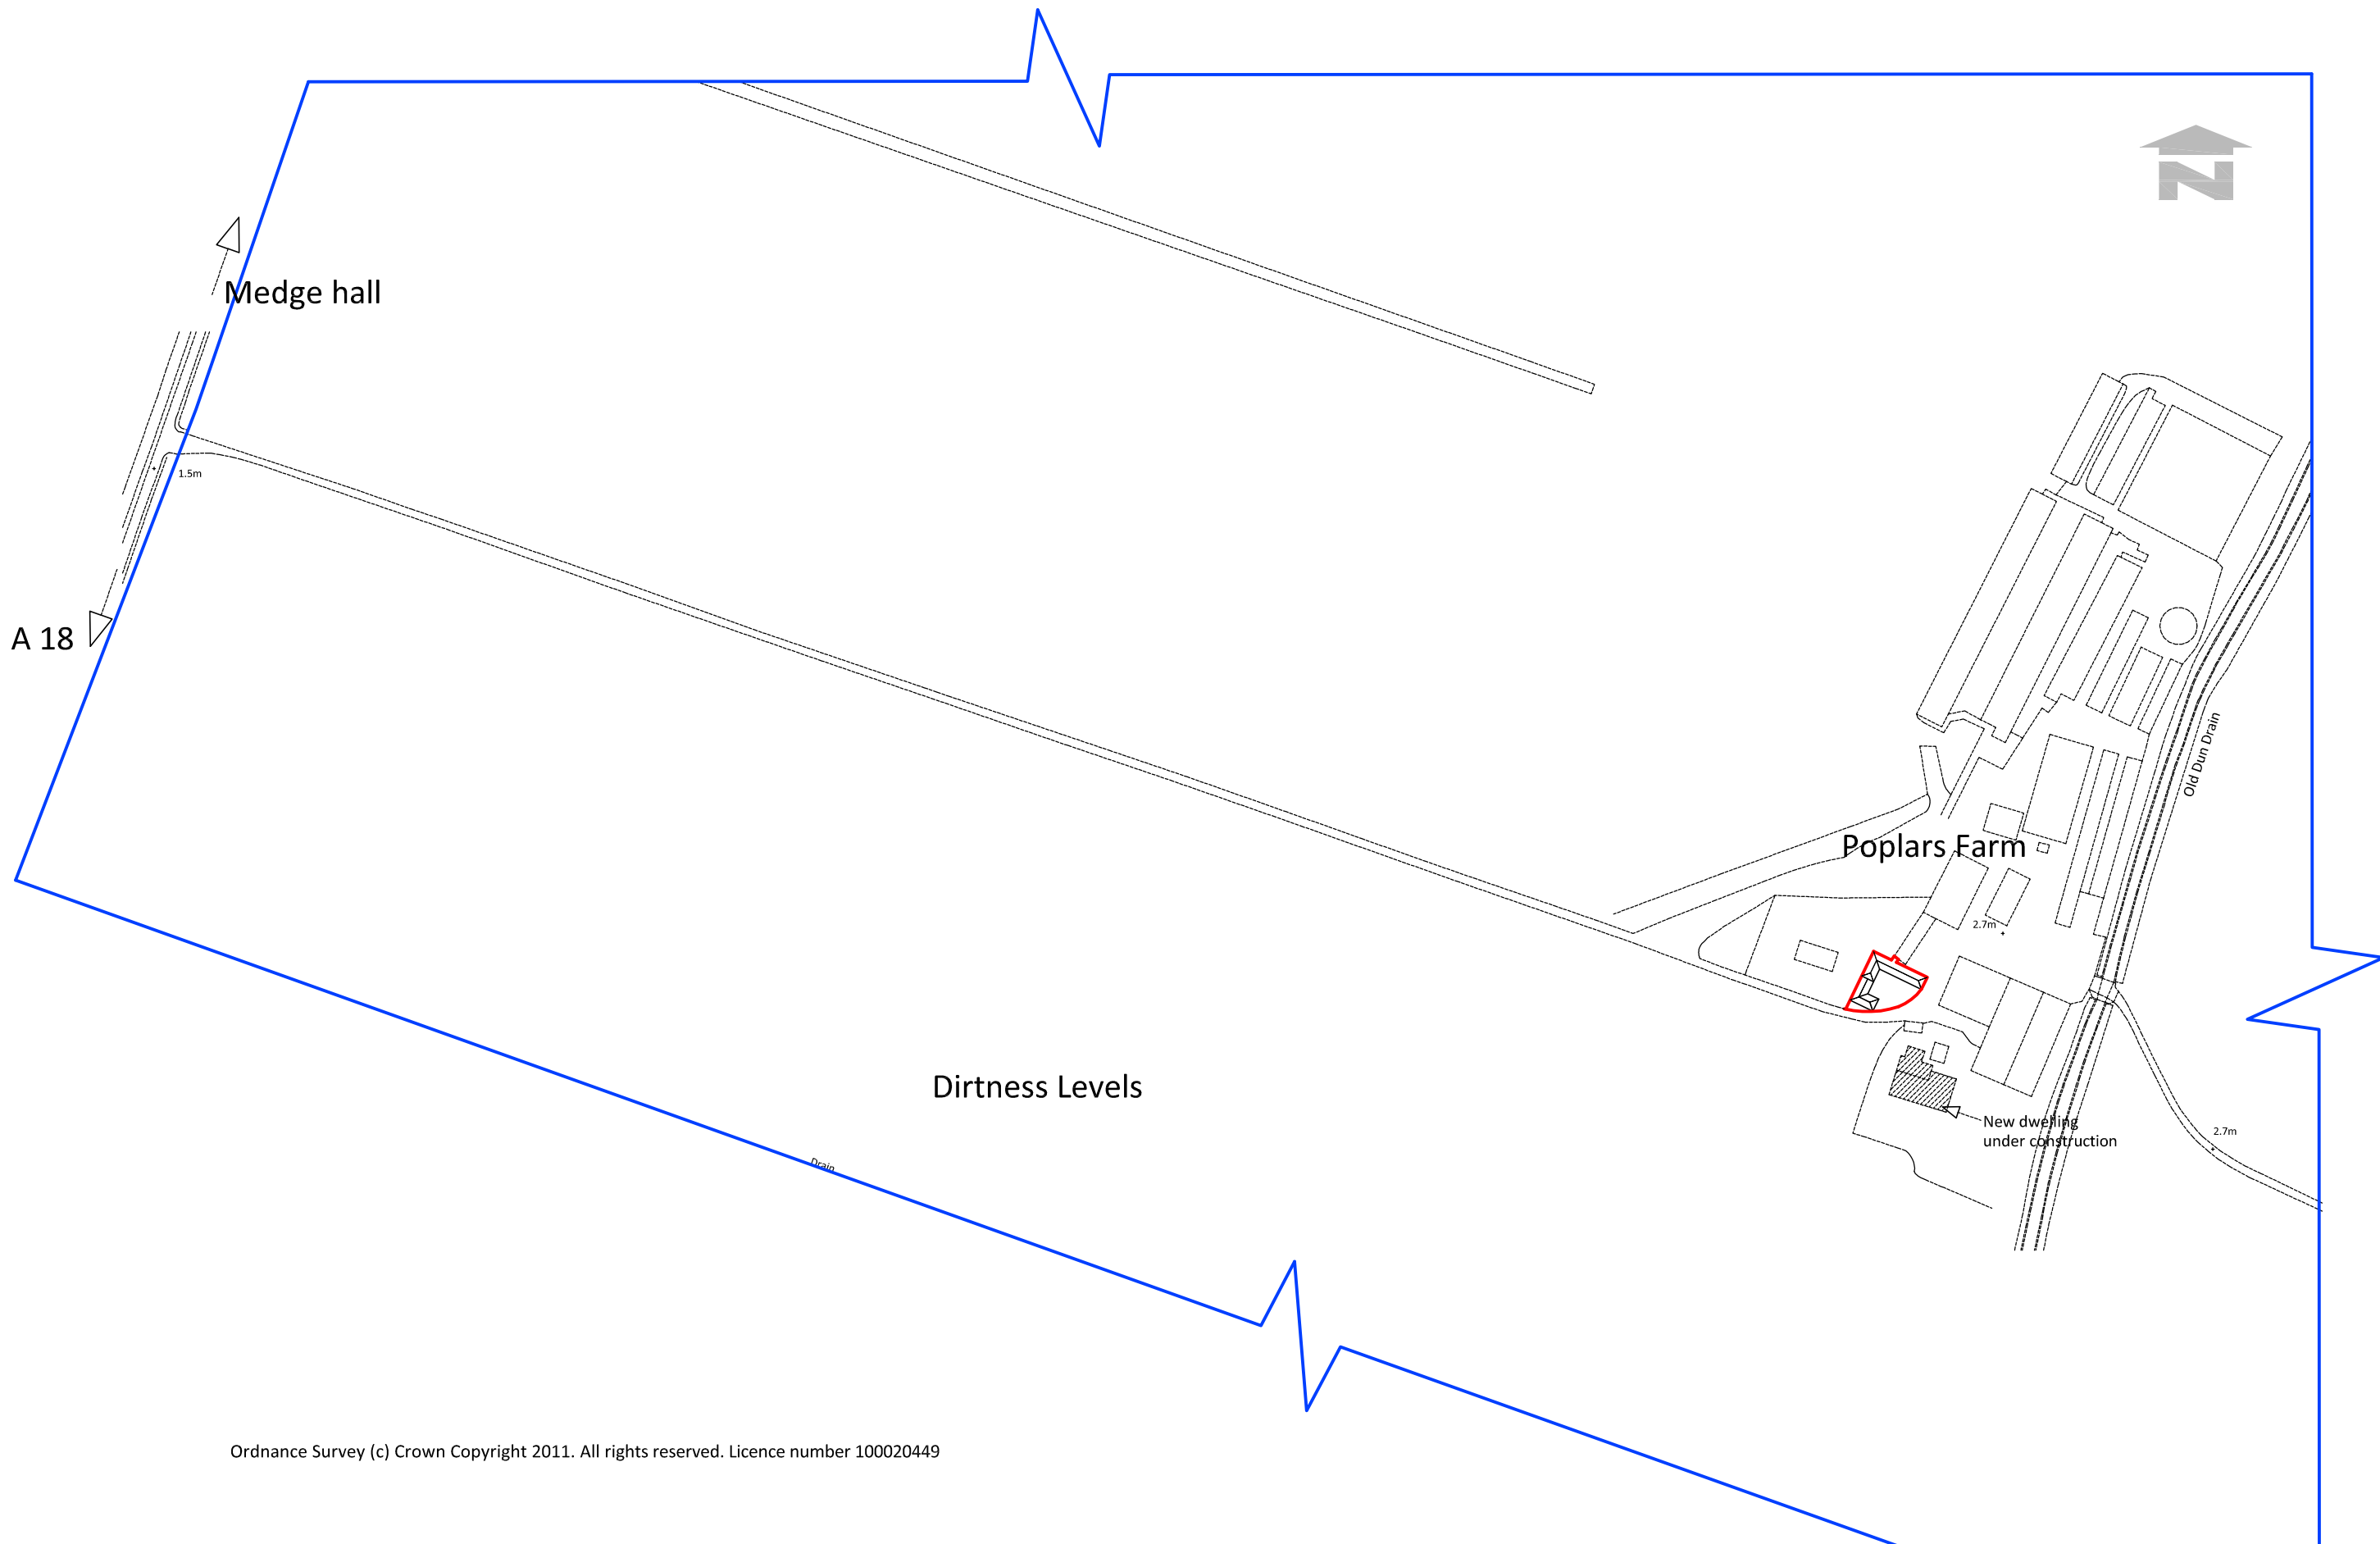 N
Medge hall
1.5m
A 18
Old Dun Drain
Poplars Farm
2.7m
Dirtness Levels
New dwelling
under construction
2.7m
Drain
Ordnance Survey (c) Crown Copyright 2011. All rights reserved. Licence number 100020449